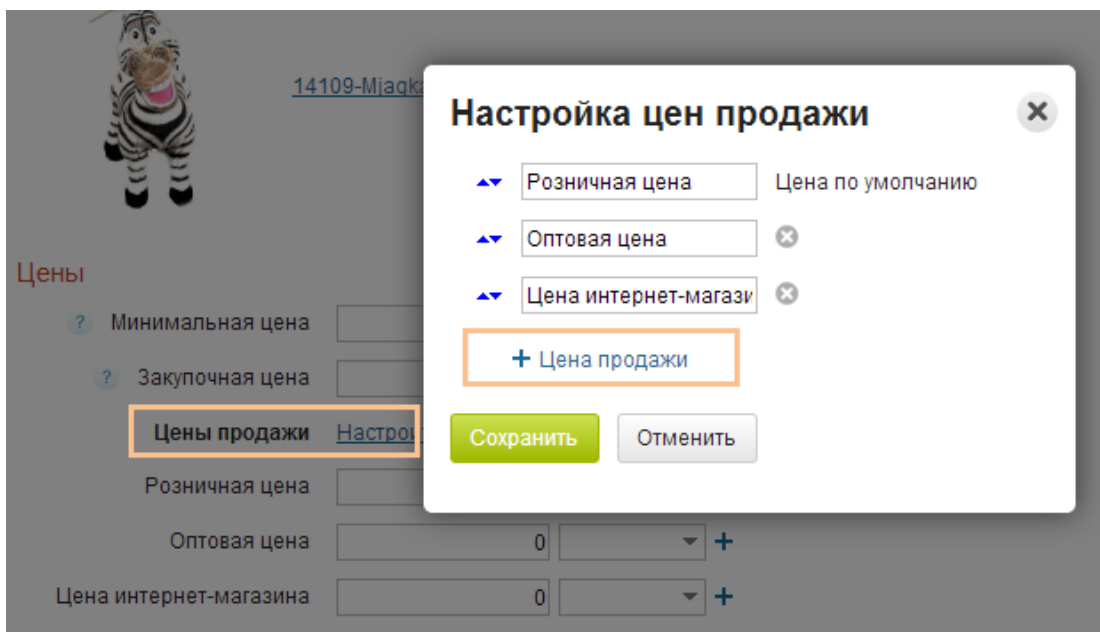 14109-Mjagk
Настройка цен продажи
Розничная цена Цена по умолчанию
Оптовая цена
Цена интернет-магази
+ Цена продажи
Сохранить Отменить
Цены
? Минимальная цена
? Закупочная цена
Цены продажи Настрои
Розничная цена
Оптовая цена 0 +
Цена интернет-магазина 0 +